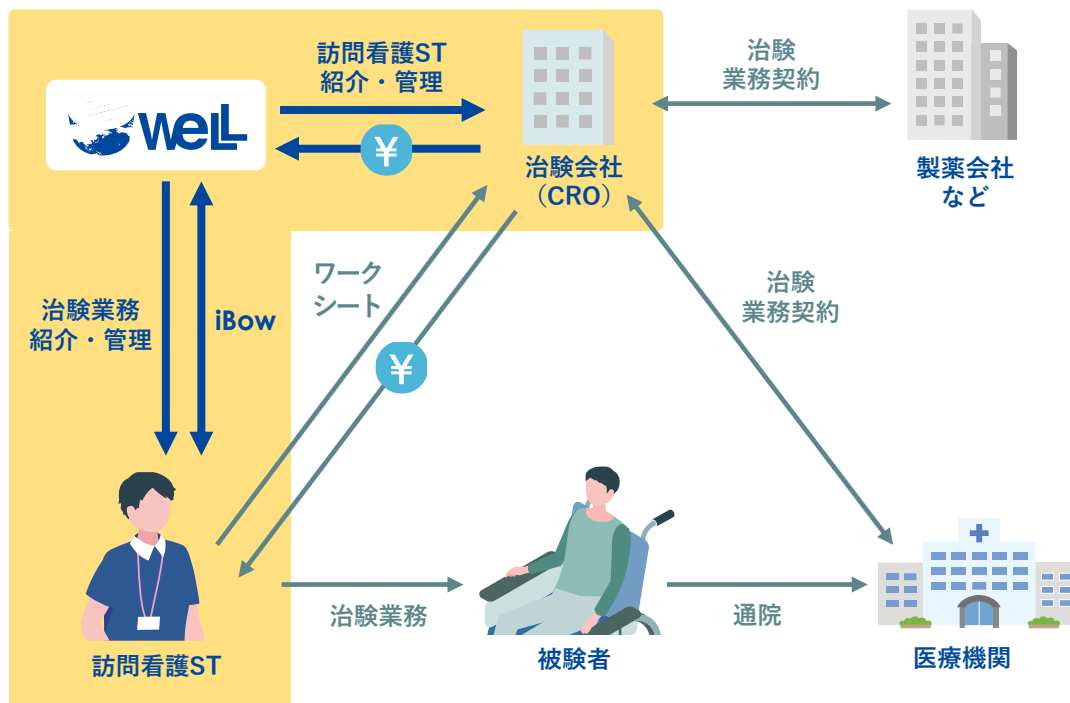 訪問看護ST
紹介・管理
weLL
¥
治験会社
（CRO）
治験
業務契約
製薬会社
など
治験業務
紹介・管理
iBow
ワーク
シート
¥
治験
業務契約
訪問看護ST
治験業務
被験者
通院
医療機関